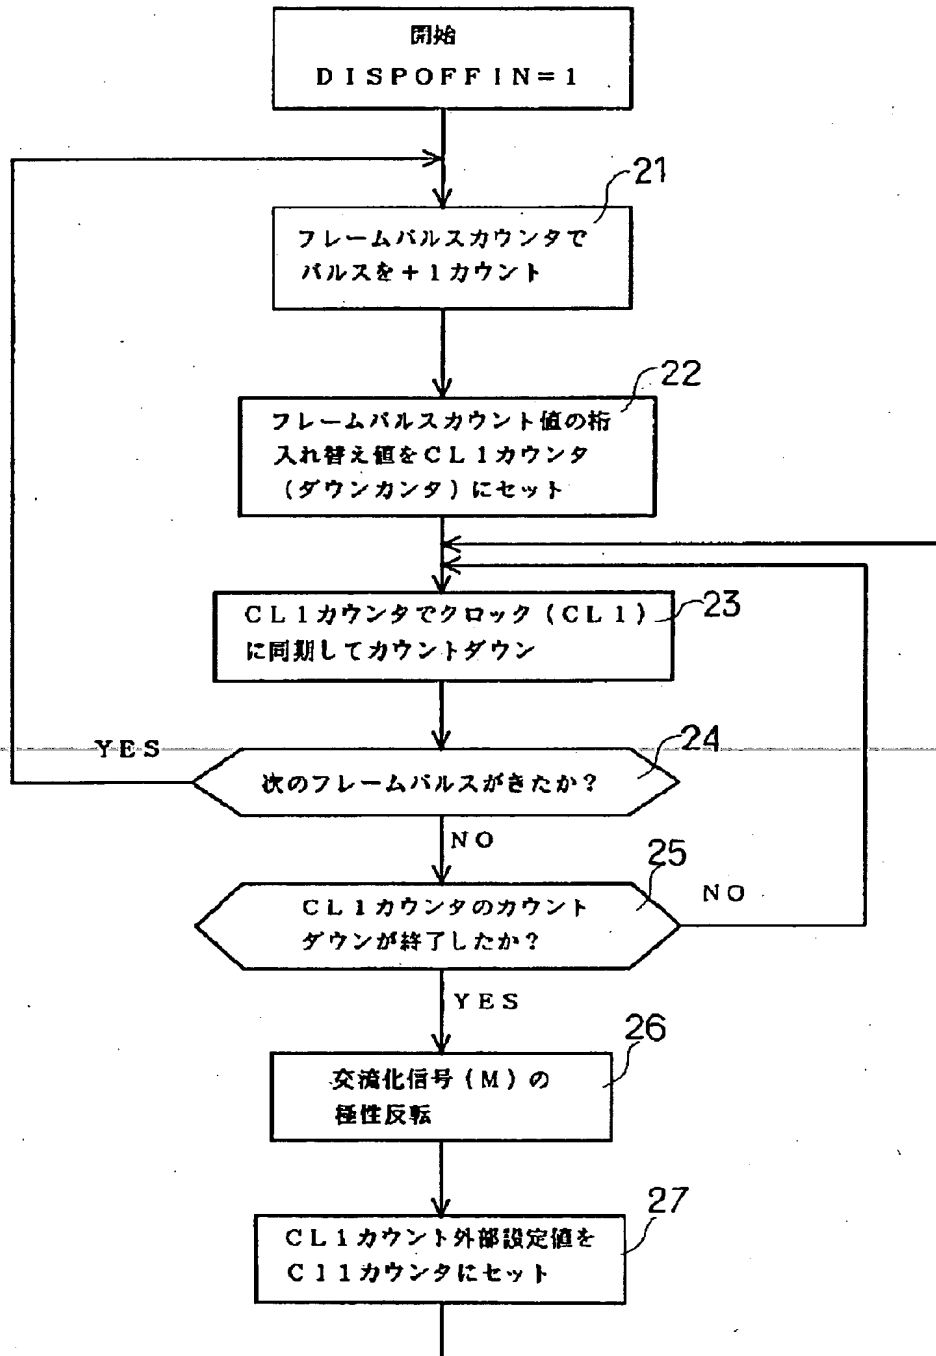 開始
DISPOFFIN=1
21
フレームパルスカウンタで
パルスを+1カウント
22
フレームパルスカウント値の桁
入れ替え値をCL1カウンタ
(ダウンカンタ)にセット
CL1カウンタでクロック(CL1)
に同期してカウントダウン
23
YES
24
次のフレームパルスがきたか?
NO
25
NO
CL1カウンタのカウント
ダウンが終了したか?
YES
26
交流化信号(M)の
極性反転
27
CL1カウント外部設定値を
C11カウンタにセット